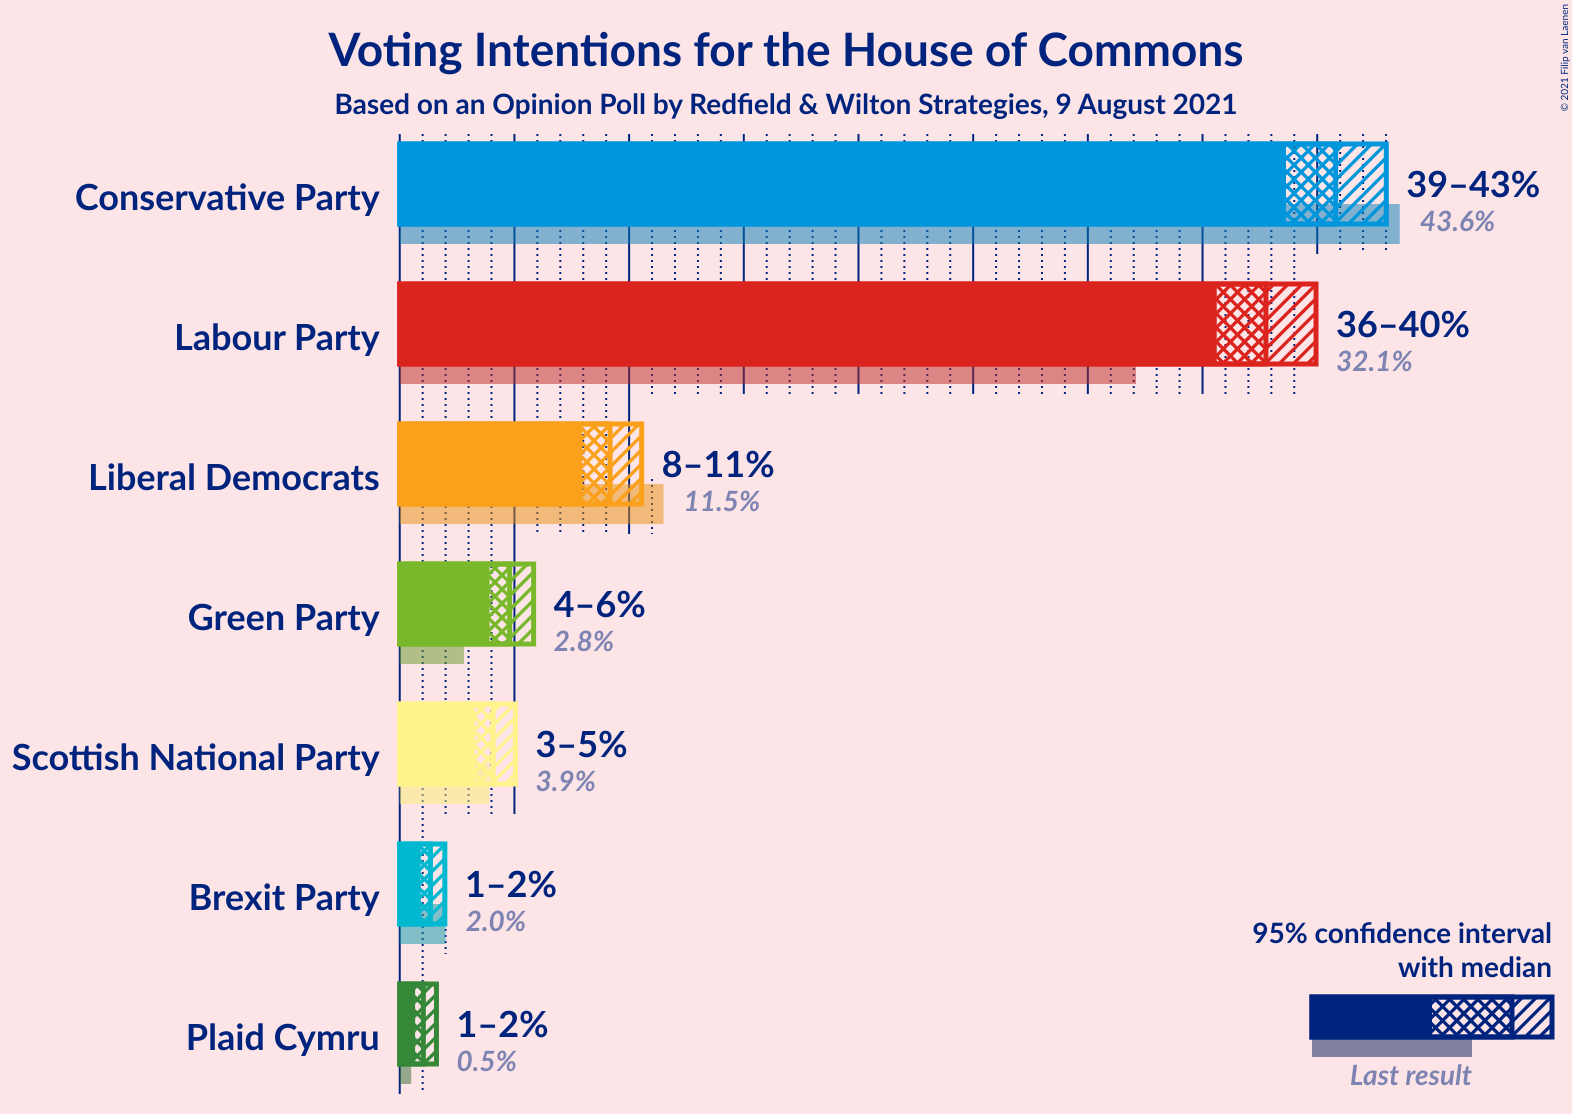 Voting Intentions for the House of Commons
Based on an Opinion Poll by Redfield & Wilton Strategies, 9 August 2021
© 2021 Filip van Laenen
Conservative Party
39–43%
43.6%
Labour Party
36–40%
32.1%
Liberal Democrats
8–11%
11.5%
Green Party
4–6%
2.8%
Scottish National Party
3–5%
3.9%
Brexit Party
1–2%
2.0%
Plaid Cymru
1–2%
0.5%
95% confidence interval
with median
Last result